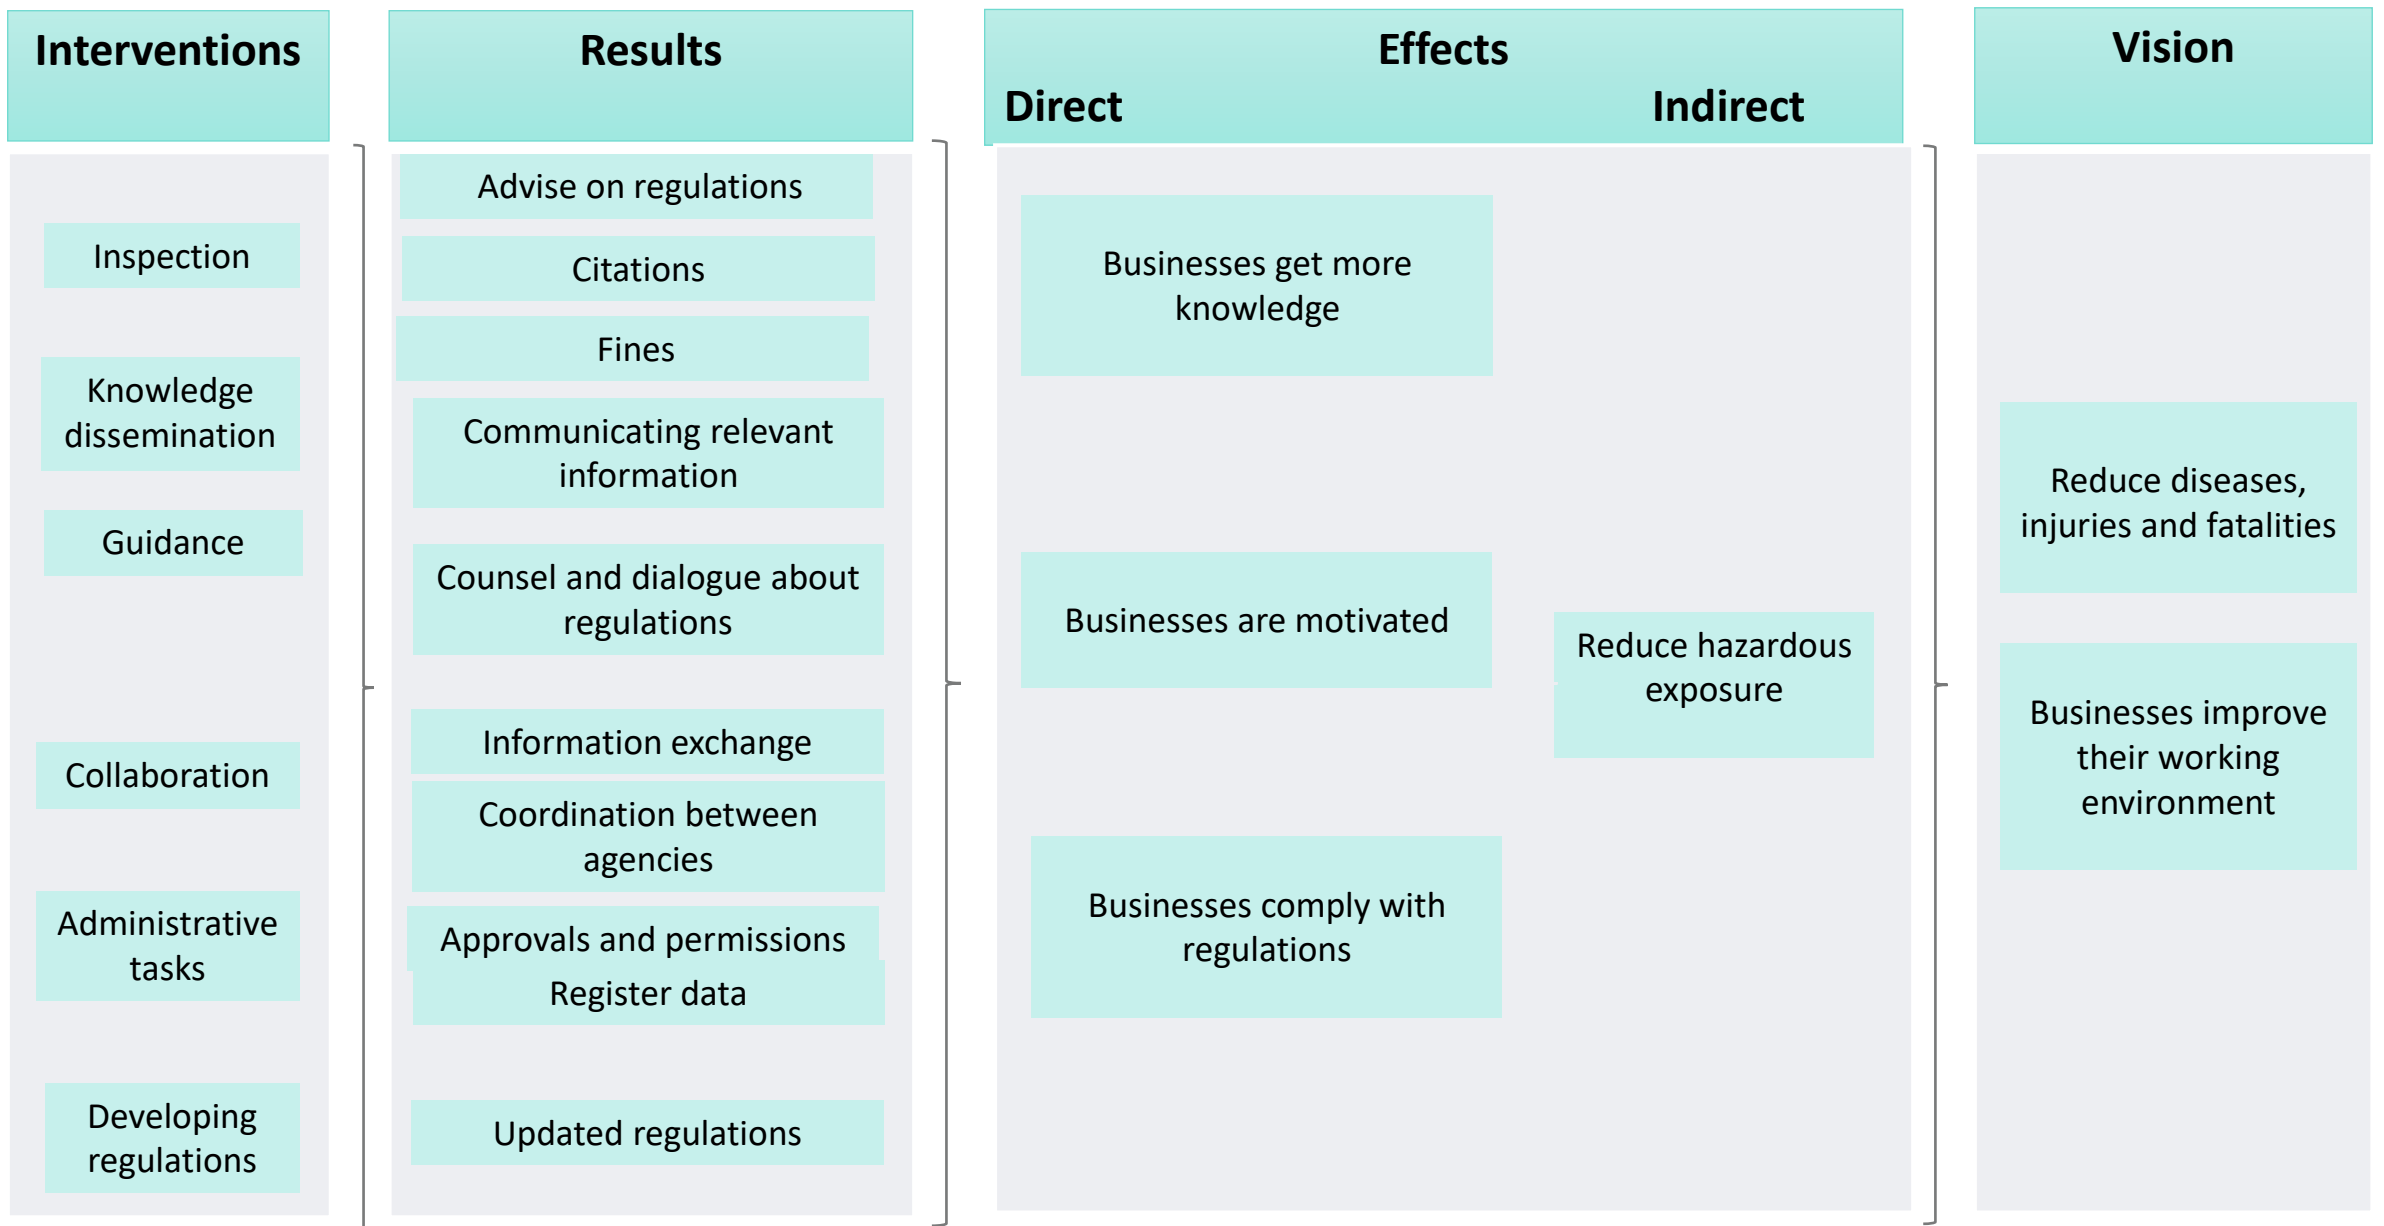 Interventions
Results
Effects
Direct
Indirect
Vision
Inspection
Knowledge
dissemination
Guidance
Collaboration
Administrative
tasks
Developing
regulations
Advise on regulations
Citations
Fines
Communicating relevant
information
Counsel and dialogue about
regulations
Information exchange
Coordination between
agencies
Approvals and permissions
Register data
Updated regulations
Businesses get more
knowledge
Businesses are motivated
Businesses comply with
regulations
Reduce hazardous
exposure
Reduce diseases,
injuries and fatalities
Businesses improve
their working
environment